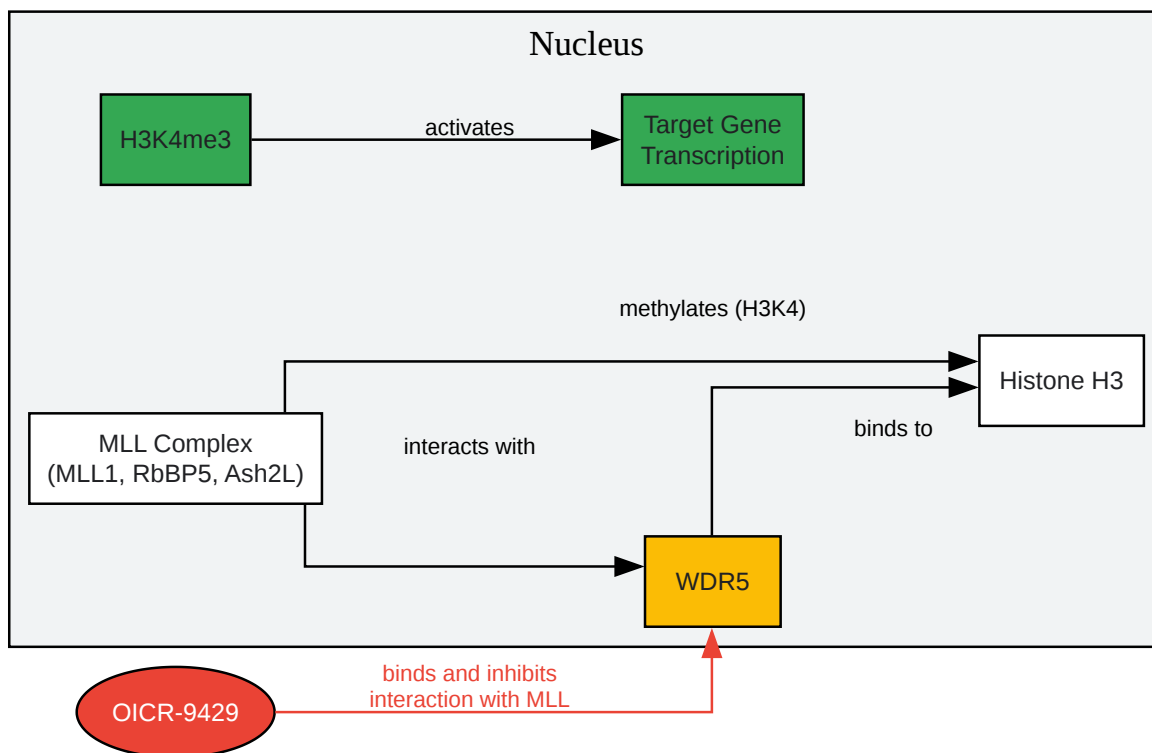 Nucleus
H3K4me3
activates
Target Gene
Transcription
methylates (H3K4)
Histone H3
MLL Complex
(MLL1, RbBP5, Ash2L)
interacts with
binds to
WDR5
binds and inhibits
interaction with MLL
OICR-9429